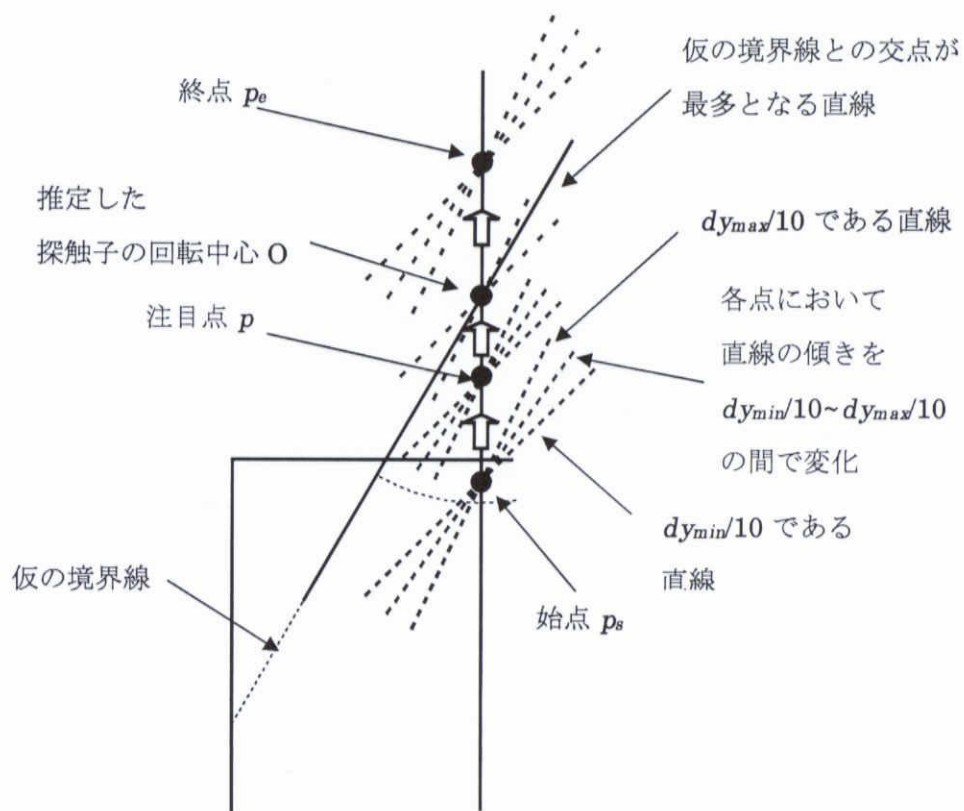 仮の境界線との交点が
最多となる直線
終点 pe
推定した
探触子の回転中心 O
dymax/10 である直線
注目点 p
各点において
直線の傾きを
dymin/10~dymax/10
の間で変化
dymin/10 である
直線
仮の境界線
始点 ps